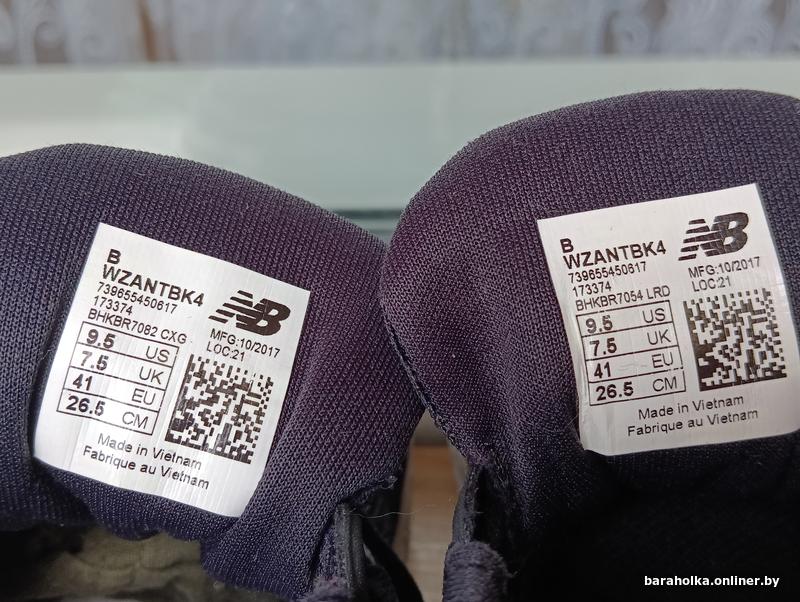 B
WZANTBK4
739655450617
173374
BHKBR7082 CXG
NB
MFG:10/2017
LOC:21
9.5 US
7.5 UK
41 EU
26.5 CM
Made in Vietnam
Fabrique au Vietnam
B
WZANTBK4
739655450617
173374
BHKBR7054 LRD
NB
MFG:10/2017
LOC:21
9.5 US
7.5 UK
41 EU
26.5 CM
Made in Vietnam
Fabrique au Vietnam
baraholka.onliner.by